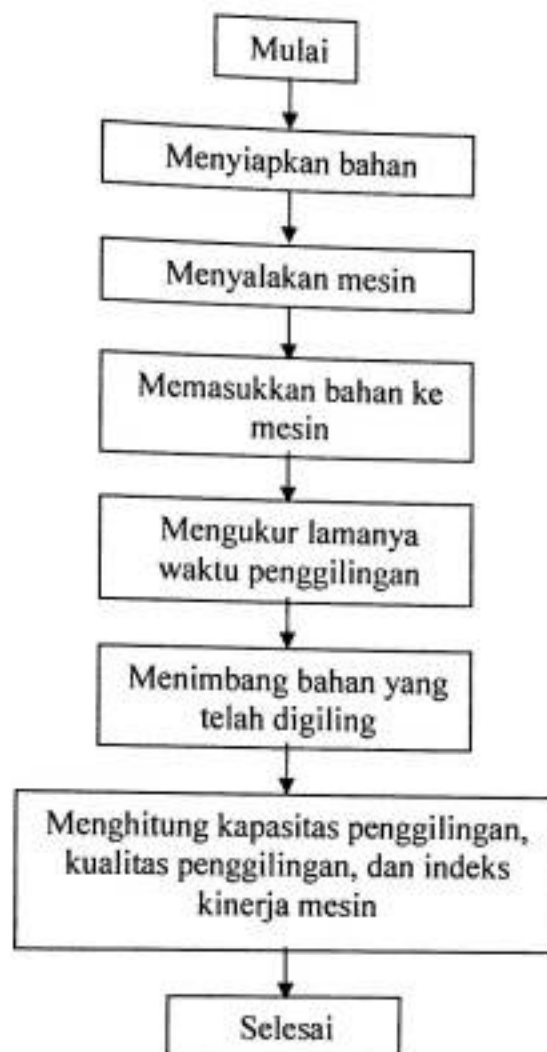 Mulai
Menyiapkan bahan
Menyalakan mesin
Memasukkan bahan ke
mesin
Mengukur lamanya
waktu penggilingan
Menimbang bahan yang
telah digiling
Menghitung kapasitas penggilingan,
kualitas penggilingan, dan indeks
kinerja mesin
Selesai